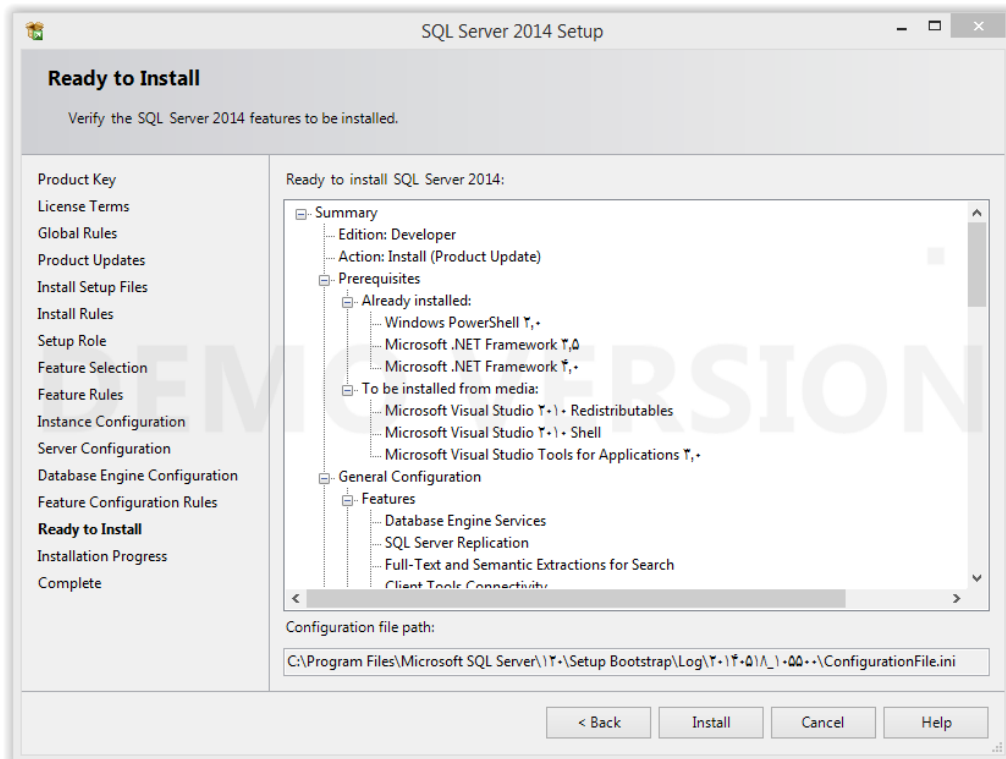 SQL Server 2014 Setup
Ready to Install
Verify the SQL Server 2014 features to be installed.
Product Key
License Terms
Global Rules
Product Updates
Install Setup Files
Install Rules
Setup Role
Feature Selection
Feature Rules
Instance Configuration
Server Configuration
Database Engine Configuration
Feature Configuration Rules
Ready to Install
Installation Progress
Complete
Ready to install SQL Server 2014:
Summary
Edition: Developer
Action: Install (Product Update)
Prerequisites
Already installed:
Windows PowerShell ۲,۰
Microsoft .NET Framework ۳,۵
Microsoft .NET Framework ۴,۰
To be installed from media:
Microsoft Visual Studio ۲۰۱۰ Redistributables
Microsoft Visual Studio ۲۰۱۰ Shell
Microsoft Visual Studio Tools for Applications ۳,۰
General Configuration
Features
Database Engine Services
SQL Server Replication
Full-Text and Semantic Extractions for Search
Client Tools Connectivity
Configuration file path:
C:\Program Files\Microsoft SQL Server\۱۲۰\Setup Bootstrap\Log\۲۰۱۴۰۵۱۸_۱۰۵۵۰۰\ConfigurationFile.ini
< Back
Install
Cancel
Help
DEMO VERSION